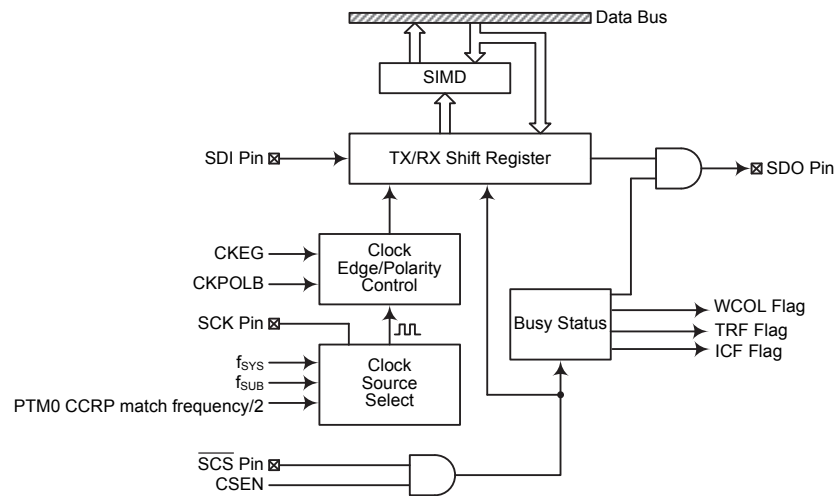 Data Bus
SIMD
SDI Pin
TX/RX Shift Register
SDO Pin
CKEG
CKPOLB
Clock
Edge/Polarity
Control
SCK Pin
Busy Status
WCOL Flag
TRF Flag
ICF Flag
fSYS
fSUB
PTM0 CCRP match frequency/2
Clock
Source
Select
SCS Pin
CSEN